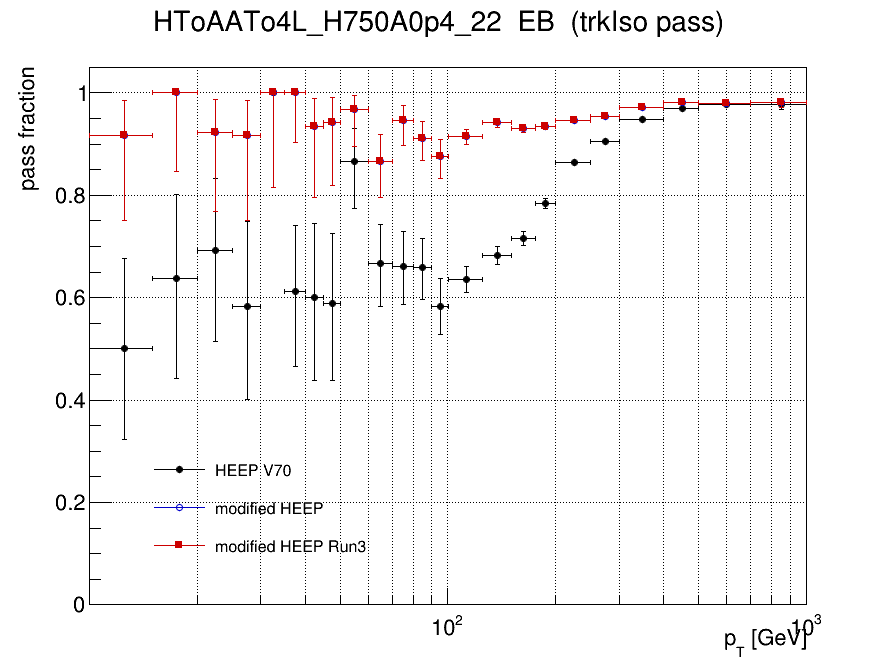 HToAATo4L_H750A0p4_22 EB (trkIso pass)
pass fraction
1
0.8
0.6
0.4
0.2
0
HEEP V70
modified HEEP
modified HEEP Run3
10²
10³
p_T [GeV]